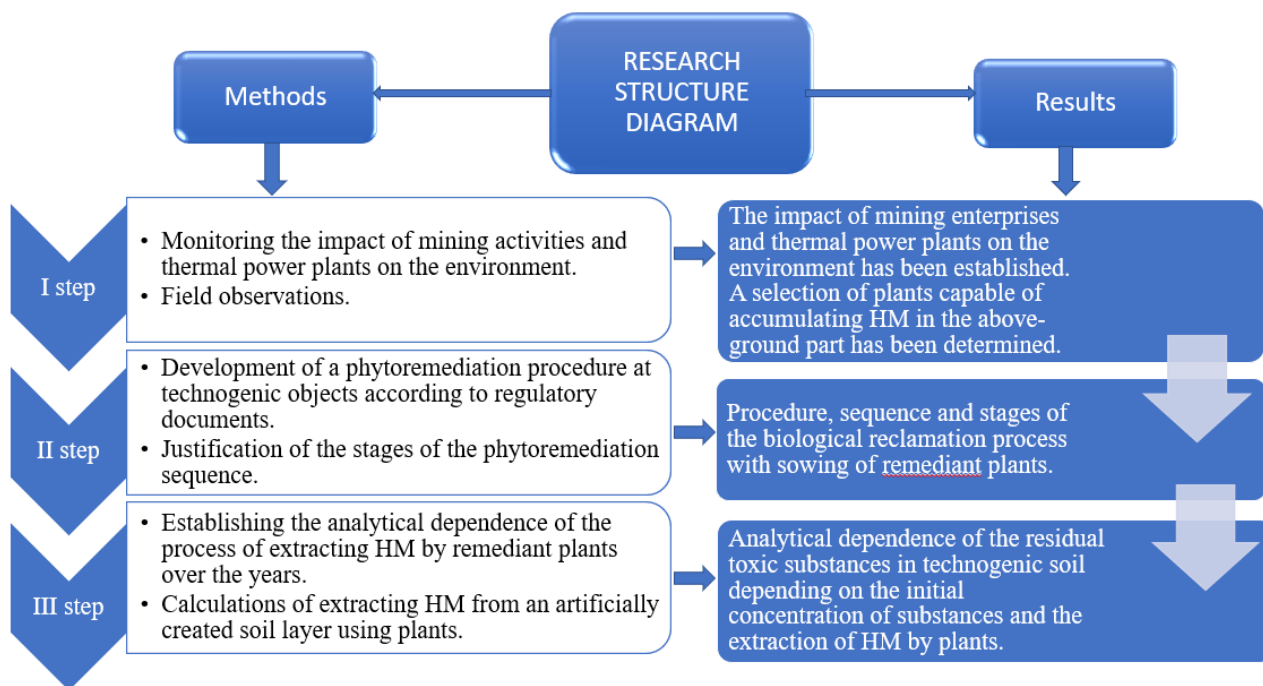 RESEARCH
STRUCTURE
DIAGRAM
Methods
Results
I step
• Monitoring the impact of mining activities and
thermal power plants on the environment.
• Field observations.
The impact of mining enterprises
and thermal power plants on the
environment has been established.
A selection of plants capable of
accumulating HM in the above-
ground part has been determined.
II step
• Development of a phytoremediation procedure at
technogenic objects according to regulatory
documents.
• Justification of the stages of the phytoremediation
sequence.
Procedure, sequence and stages of
the biological reclamation process
with sowing of remediant plants.
III step
• Establishing the analytical dependence of the
process of extracting HM by remediant plants
over the years.
• Calculations of extracting HM from an artificially
created soil layer using plants.
Analytical dependence of the residual
toxic substances in technogenic soil
depending on the initial
concentration of substances and the
extraction of HM by plants.